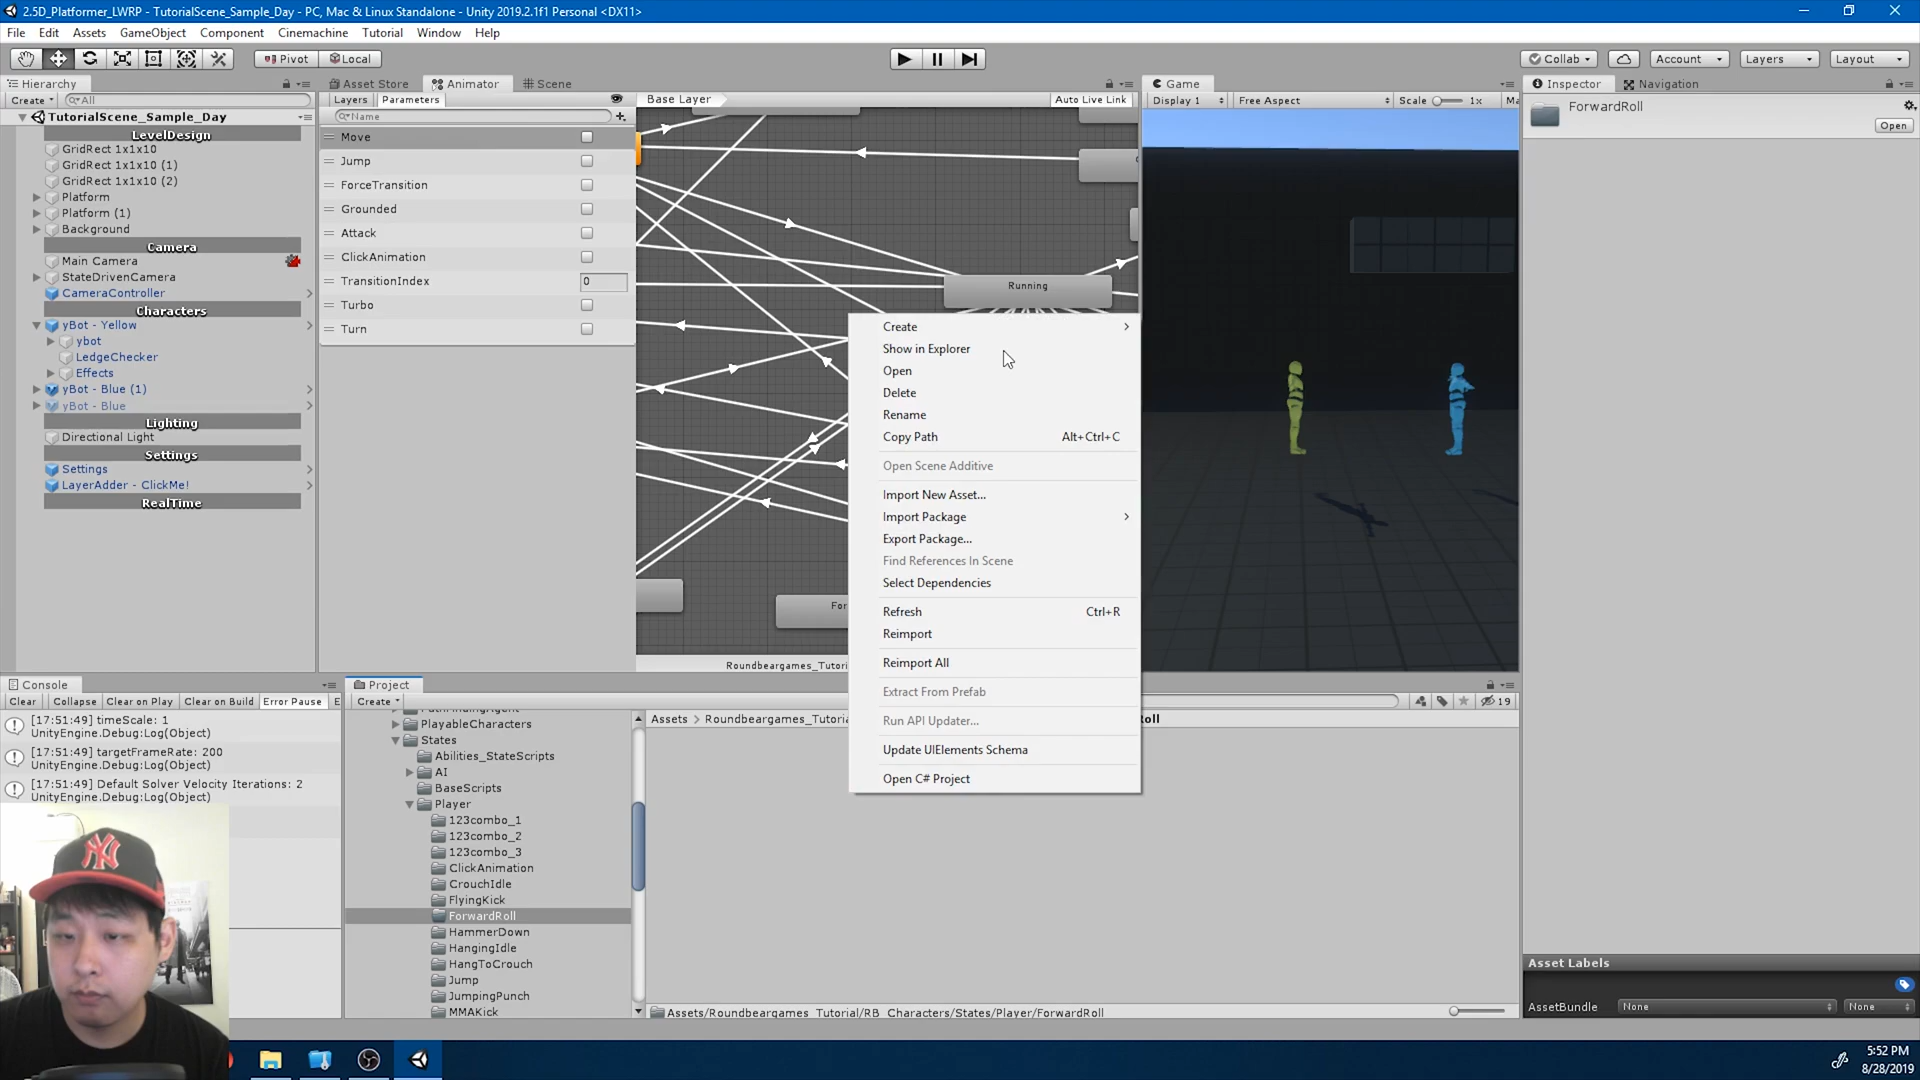 2.5D_Platformer_LWRP - TutorialScene_Sample_Day - PC, Mac & Linux Standalone - Unity 2019.2.1f1 Personal <DX11>
File Edit Assets GameObject Component Cinemachine Tutorial Window Help
Pivot Local Collab Account Layers Layout
Hierarchy
Create All
TutorialScene_Sample_Day
LevelDesign
GridRect 1x1x10
GridRect 1x1x10 (1)
GridRect 1x1x10 (2)
Platform
Platform (1)
Background
Camera
Main Camera
StateDrivenCamera
CameraController
Characters
yBot - Yellow
ybot
LedgeChecker
Effects
yBot - Blue (1)
yBot - Blue
Lighting
Directional Light
Settings
Settings
LayerAdder - ClickMe!
RealTime
Asset Store Animator Scene
Layers Parameters
Name
Move
Jump
ForceTransition
Grounded
Attack
ClickAnimation
TransitionIndex 0
Turbo
Turn
Base Layer Auto Live Link
Running
For
Roundbeargames_Tutori
Create
Show in Explorer
Open
Delete
Rename
Copy Path Alt+Ctrl+C
Open Scene Additive
Import New Asset...
Import Package
Export Package...
Find References In Scene
Select Dependencies
Refresh Ctrl+R
Reimport
Reimport All
Extract From Prefab
Run API Updater...
Update UIElements Schema
Open C# Project
Game
Display 1 Free Aspect Scale 1x Ma
Inspector Navigation
ForwardRoll
Open
Asset Labels
AssetBundle None None
Console
Clear Collapse Clear on Play Clear on Build Error Pause E
[17:51:49] timeScale: 1
UnityEngine.Debug:Log(Object)
[17:51:49] targetFrameRate: 200
UnityEngine.Debug:Log(Object)
[17:51:49] Default Solver Velocity Iterations: 2
UnityEngine.Debug:Log(Object)
Project
Create 19
PathFindingAgent
PlayableCharacters
States
Abilities_StateScripts
AI
BaseScripts
Player
123combo_1
123combo_2
123combo_3
ClickAnimation
CrouchIdle
FlyingKick
ForwardRoll
HammerDown
HangingIdle
HangToCrouch
Jump
JumpingPunch
MMAKick
Assets > Roundbeargames_Tutoria
oll
Assets/Roundbeargames_Tutorial/RB_Characters/States/Player/ForwardRoll
5:52 PM
8/28/2019